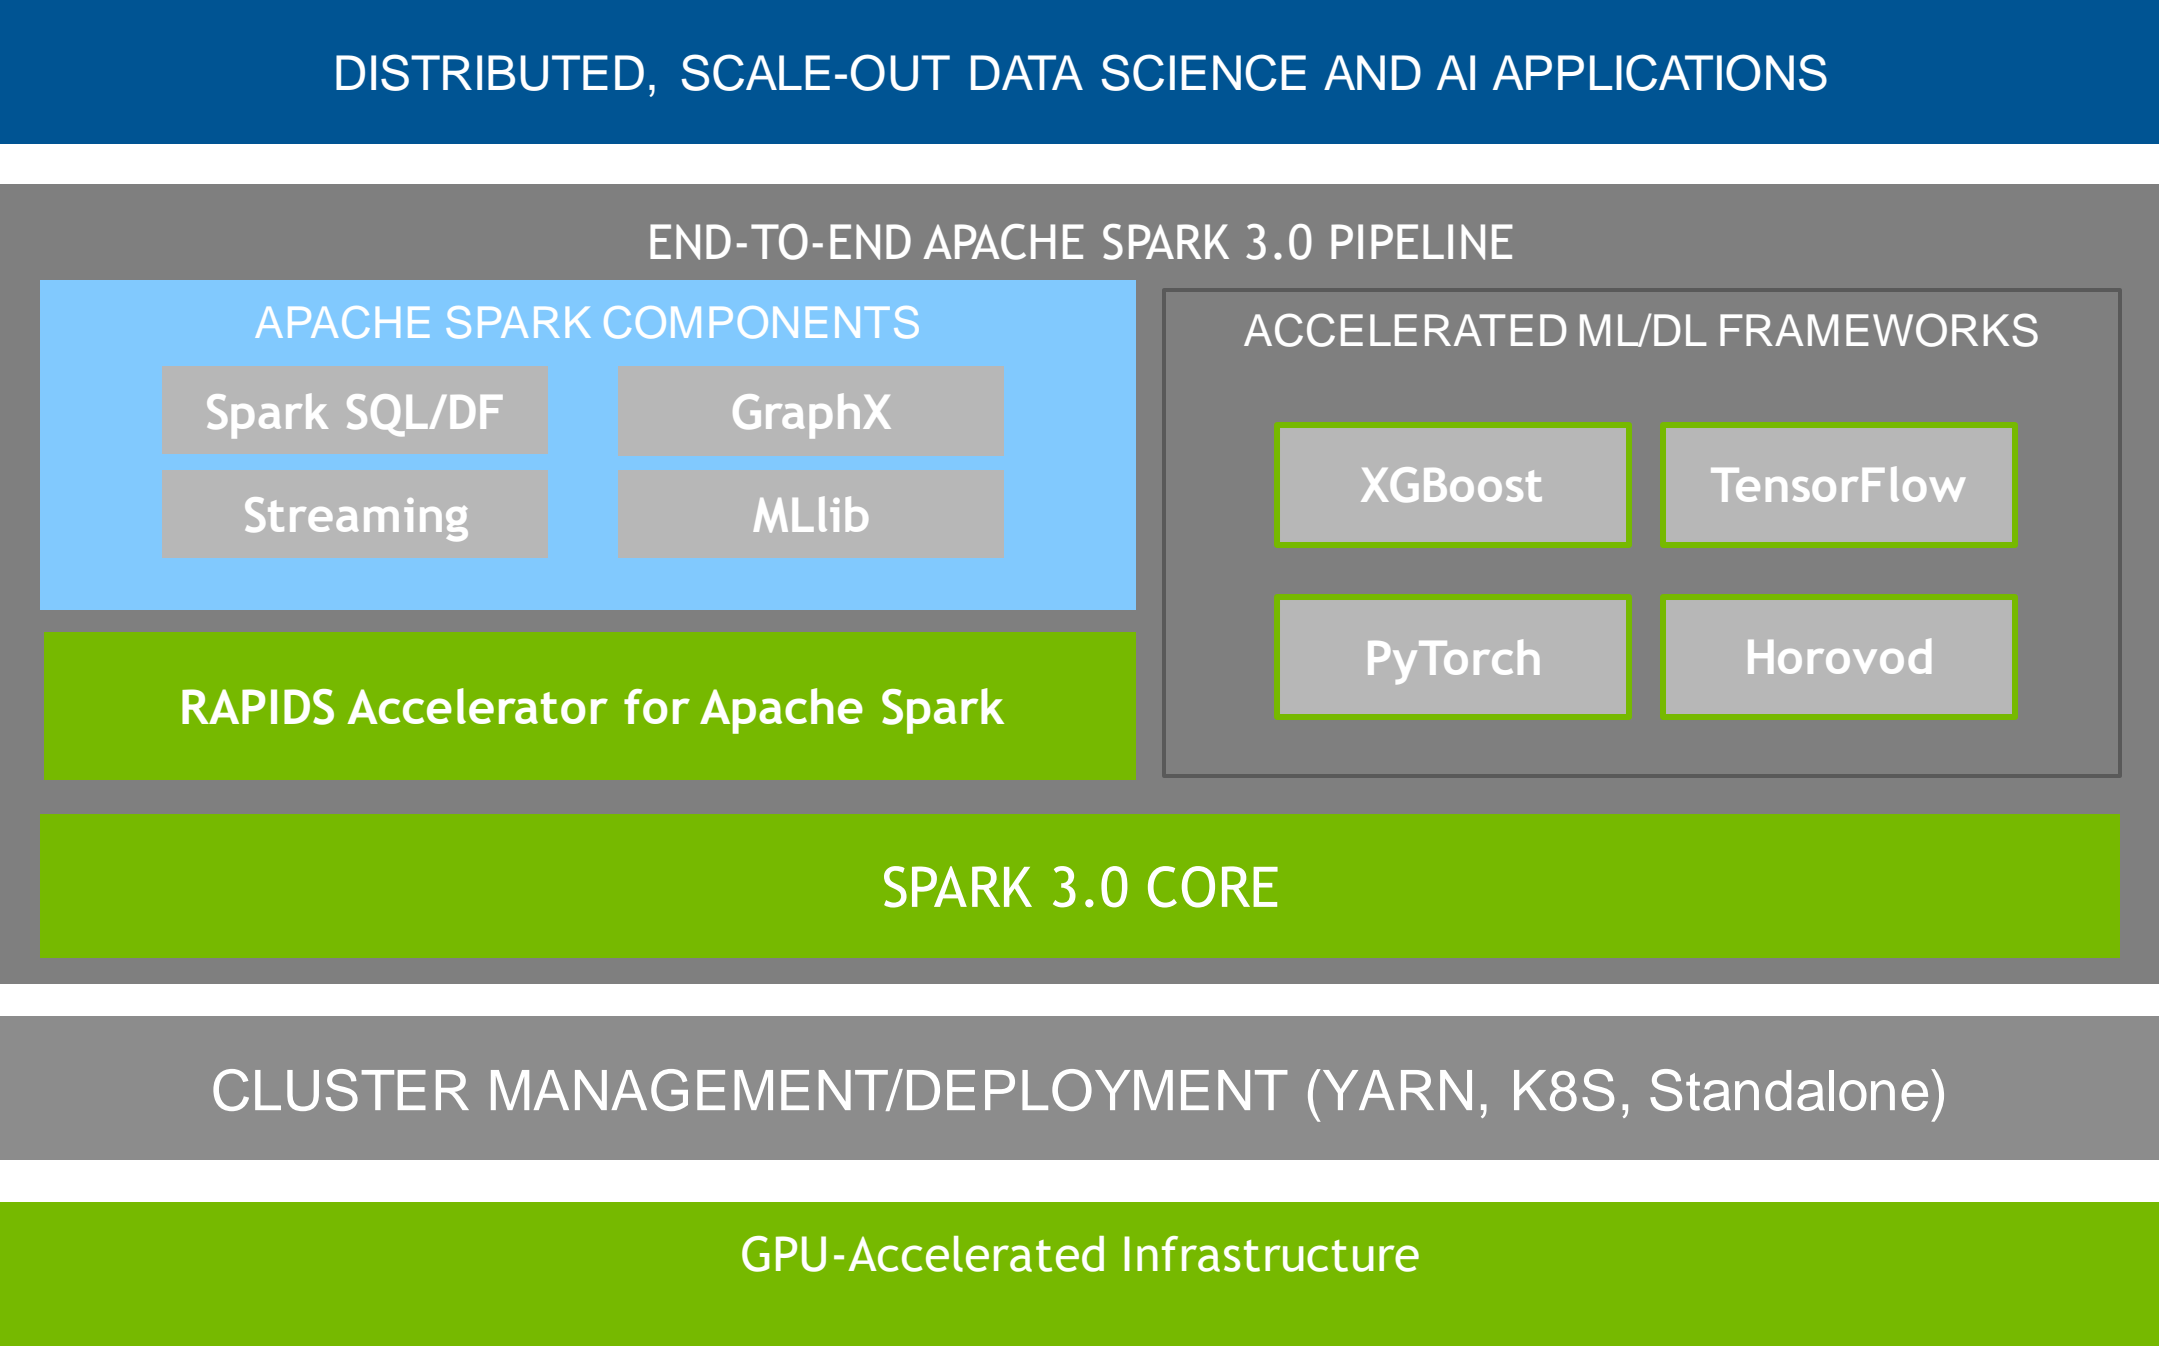 DISTRIBUTED, SCALE-OUT DATA SCIENCE AND AI APPLICATIONS
END-TO-END APACHE SPARK 3.0 PIPELINE
APACHE SPARK COMPONENTS
Spark SQL/DF
GraphX
Streaming
MLlib
RAPIDS Accelerator for Apache Spark
ACCELERATED ML/DL FRAMEWORKS
XGBoost
TensorFlow
PyTorch
Horovod
SPARK 3.0 CORE
CLUSTER MANAGEMENT/DEPLOYMENT (YARN, K8S, Standalone)
GPU-Accelerated Infrastructure